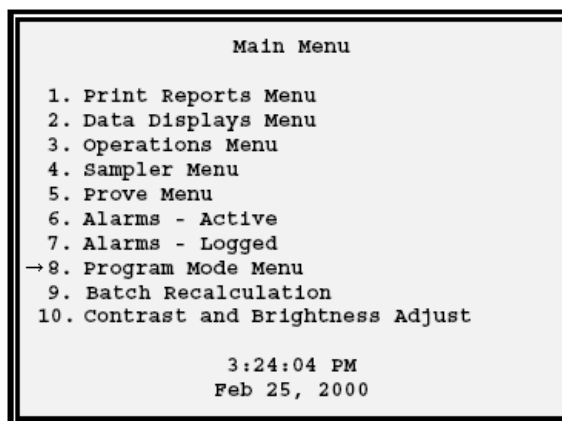 Main Menu
1. Print Reports Menu
2. Data Displays Menu
3. Operations Menu
4. Sampler Menu
5. Prove Menu
6. Alarms - Active
7. Alarms - Logged
→8. Program Mode Menu
9. Batch Recalculation
10. Contrast and Brightness Adjust
3:24:04 PM
Feb 25, 2000